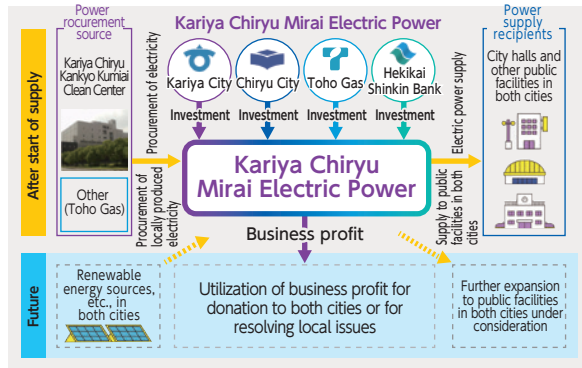 Kariya Chiryu Mirai Electric Power
Power
procurement
source
Kariya Chiryu
Kankyo Kumiai
Clean Center
Other
(Toho Gas)
After start of supply
Procurement of electricity
Procurement of
locally produced
electricity
Kariya City
Chiryu City
Toho Gas
Hekikai
Shinkin Bank
Investment
Investment
Investment
Investment
Kariya Chiryu
Mirai Electric Power
Business profit
Electric power supply
Supply to public
facilities in both
cities
Power
supply
recipients
City halls
and other public
facilities in
both cities
Future
Renewable
energy sources,
etc., in
both cities
Utilization of business profit for
donation to both cities or for
resolving local issues
Further expansion
to public facilities
in both cities under
consideration